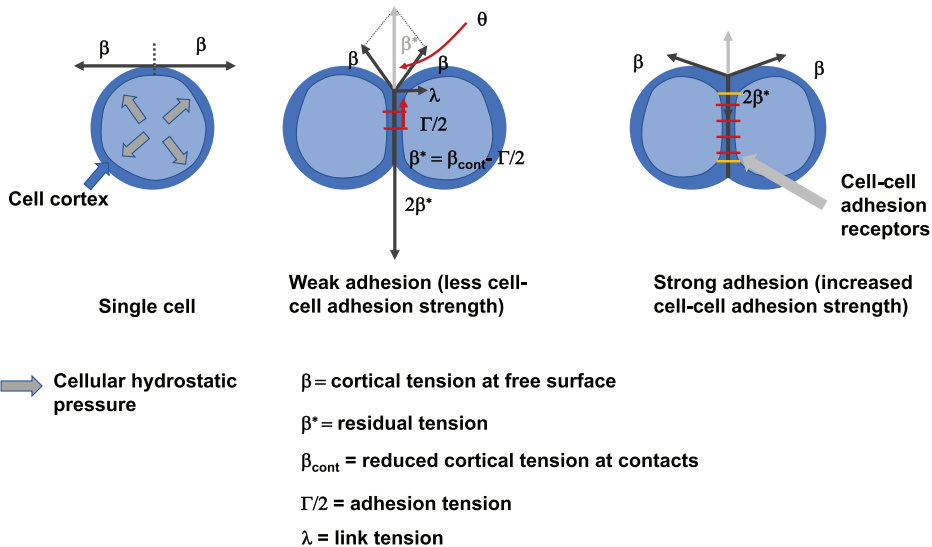 β
β
Cell cortex
Single cell
θ
β*
β
β
λ
Γ/2
β* = βcont- Γ/2
2β*
Weak adhesion (less cell-
cell adhesion strength)
β
β
2β*
Cell-cell
adhesion
receptors
Strong adhesion (increased
cell-cell adhesion strength)
Cellular hydrostatic
pressure
β = cortical tension at free surface
β* = residual tension
βcont = reduced cortical tension at contacts
Γ/2 = adhesion tension
λ = link tension